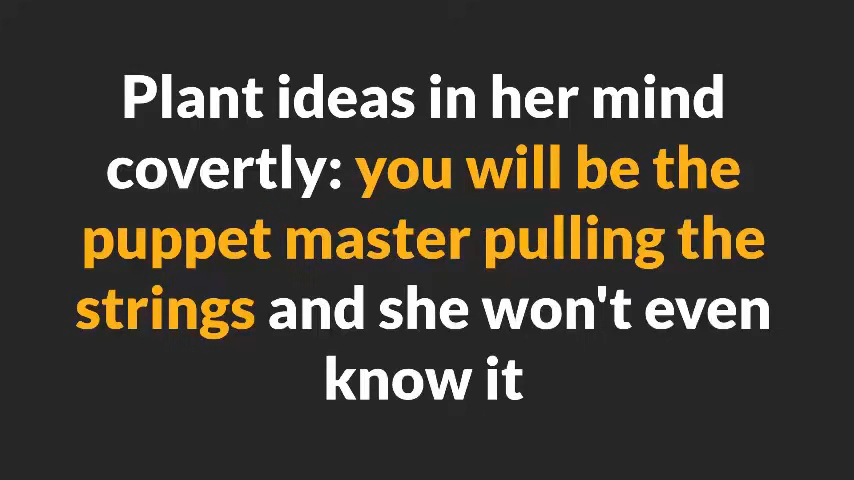 Plant ideas in her mind
covertly: you will be the
puppet master pulling the
strings and she won't even
know it